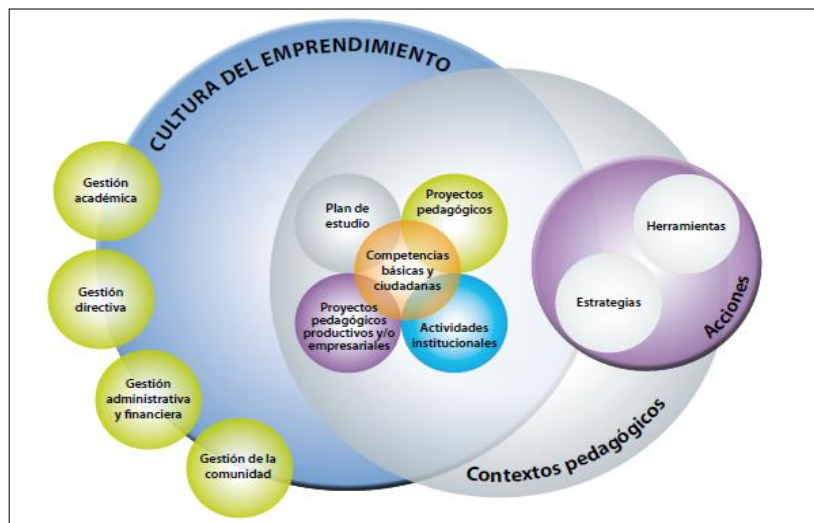 CULTURA DEL EMPRENDIMIENTO
Gestión
académica
Gestión
directiva
Gestión
administrativa
y financiera
Gestión de la
comunidad
Plan de
estudio
Proyectos
pedagógicos
Competencias
básicas y
ciudadanas
Proyectos
pedagógicos
productivos y/o
empresariales
Actividades
institucionales
Herramientas
Estrategias
Acciones
Contextos pedagógicos